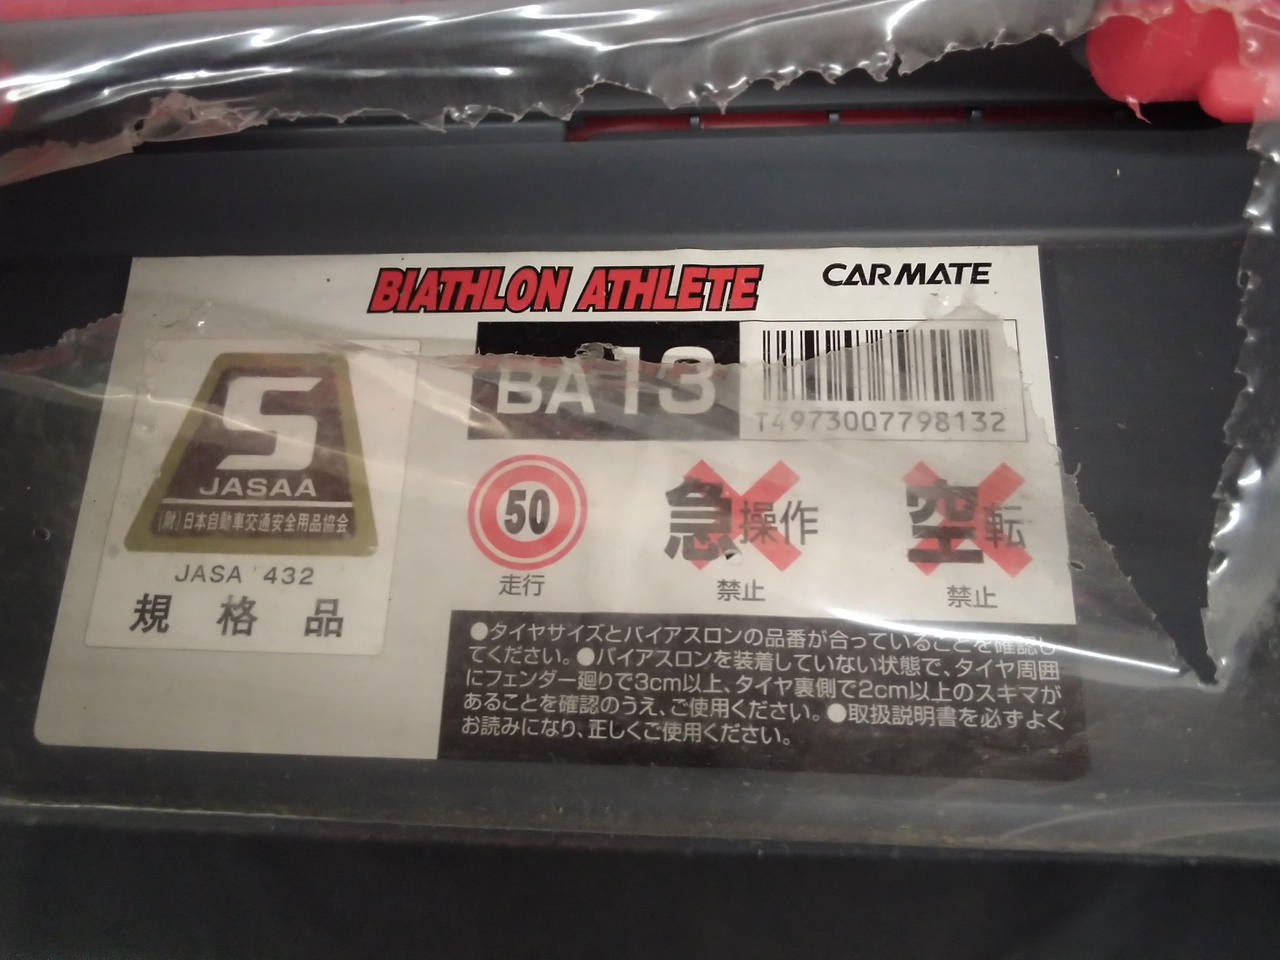 BIATHLON ATHLETE
CARMATE
BA13
T4973007798132
S
JASAA
(財)日本自動車交通安全用品協会
JASA '432
規格品
50
走行
急操作
禁止
空転
禁止
●タイヤサイズとバイアスロンの品番が合っていることを確認し
てください。●バイアスロンを装着していない状態で、タイヤ周囲
にフェンダー廻りで3cm以上、タイヤ裏側で2cm以上のスキマが
あることを確認のうえ、ご使用ください。●取扱説明書を必ずよく
お読みになり、正しくご使用ください。